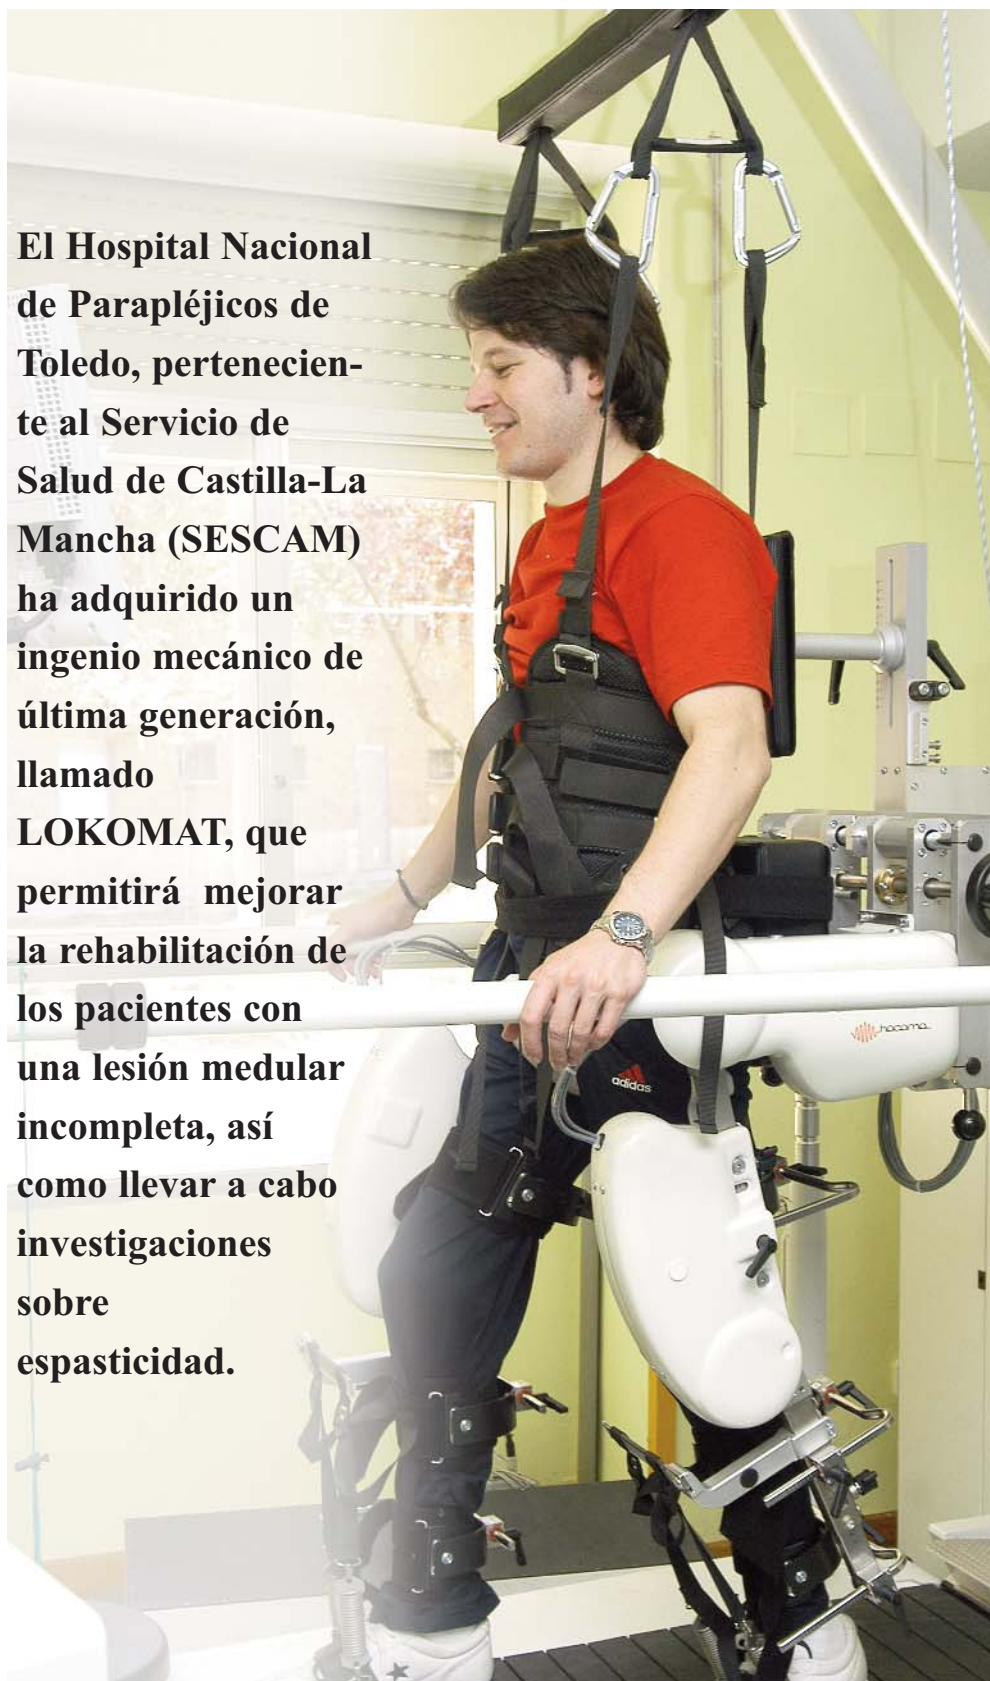 El Hospital Nacional
de Parapléjicos de
Toledo, pertenecien-
te al Servicio de
Salud de Castilla-La
Mancha (SESCAM)
ha adquirido un
ingenio mecánico de
última generación,
llamado
LOKOMAT, que
permitirá mejorar
la rehabilitación de
los pacientes con
una lesión medular
incompleta, así
como llevar a cabo
investigaciones
sobre
espasticidad.
hocoma
adidas